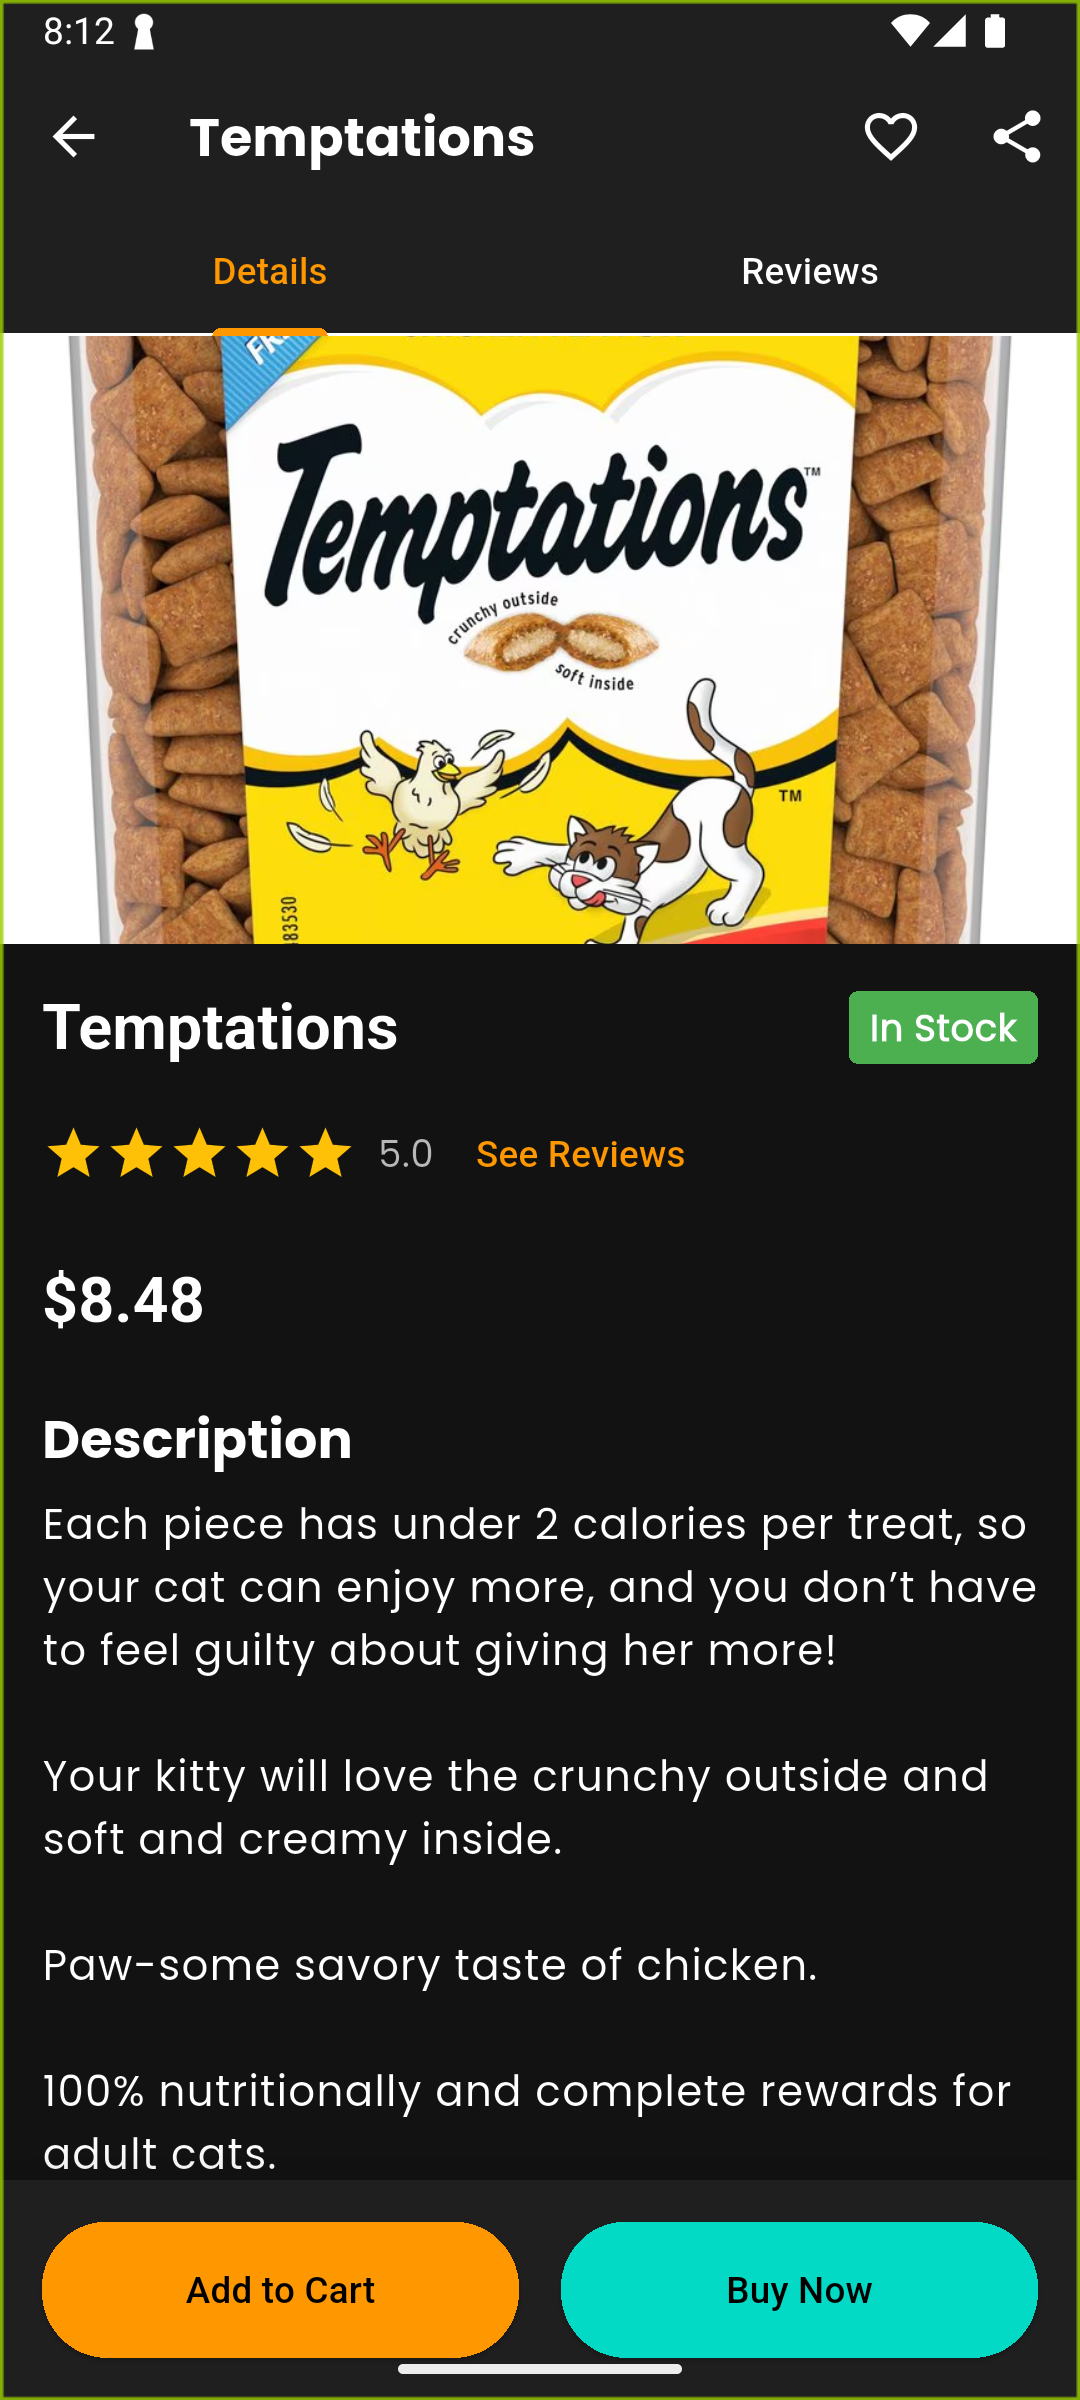 8:12
Temptations
Details
Reviews
Temptations™
crunchy outside
soft inside
TM
83530
Temptations
In Stock
5.0
See Reviews
$8.48
Description
Each piece has under 2 calories per treat, so
your cat can enjoy more, and you don’t have
to feel guilty about giving her more!
Your kitty will love the crunchy outside and
soft and creamy inside.
Paw-some savory taste of chicken.
100% nutritionally and complete rewards for
adult cats.
Add to Cart
Buy Now